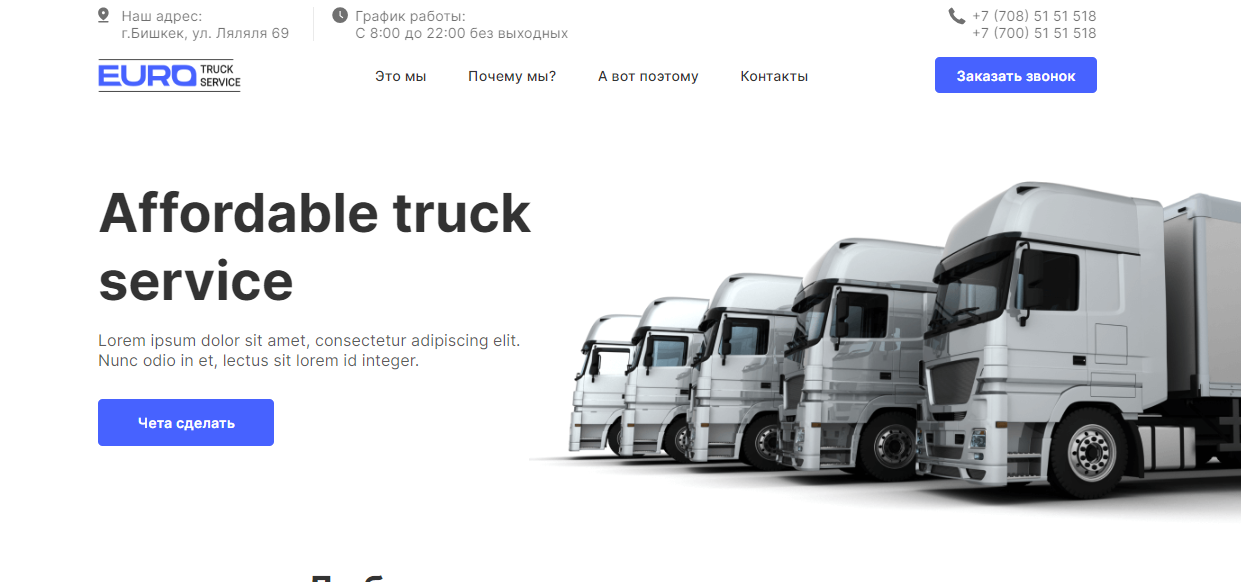 Наш адрес:
г.Бишкек, ул. Ляляля 69
График работы:
С 8:00 до 22:00 без выходных
+7 (708) 51 51 518
+7 (700) 51 51 518
EURO TRUCK SERVICE
Это мы
Почему мы?
А вот поэтому
Контакты
Заказать звонок
Affordable truck
service
Lorem ipsum dolor sit amet, consectetur adipiscing elit.
Nunc odio in et, lectus sit lorem id integer.
Чета сделать